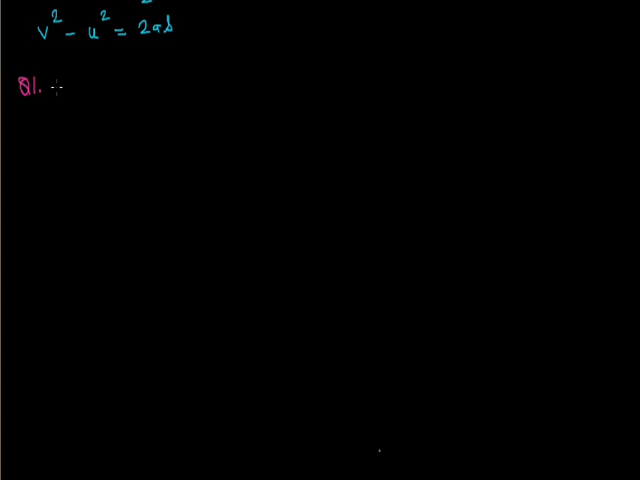 v² - u² = 2as
Q1.